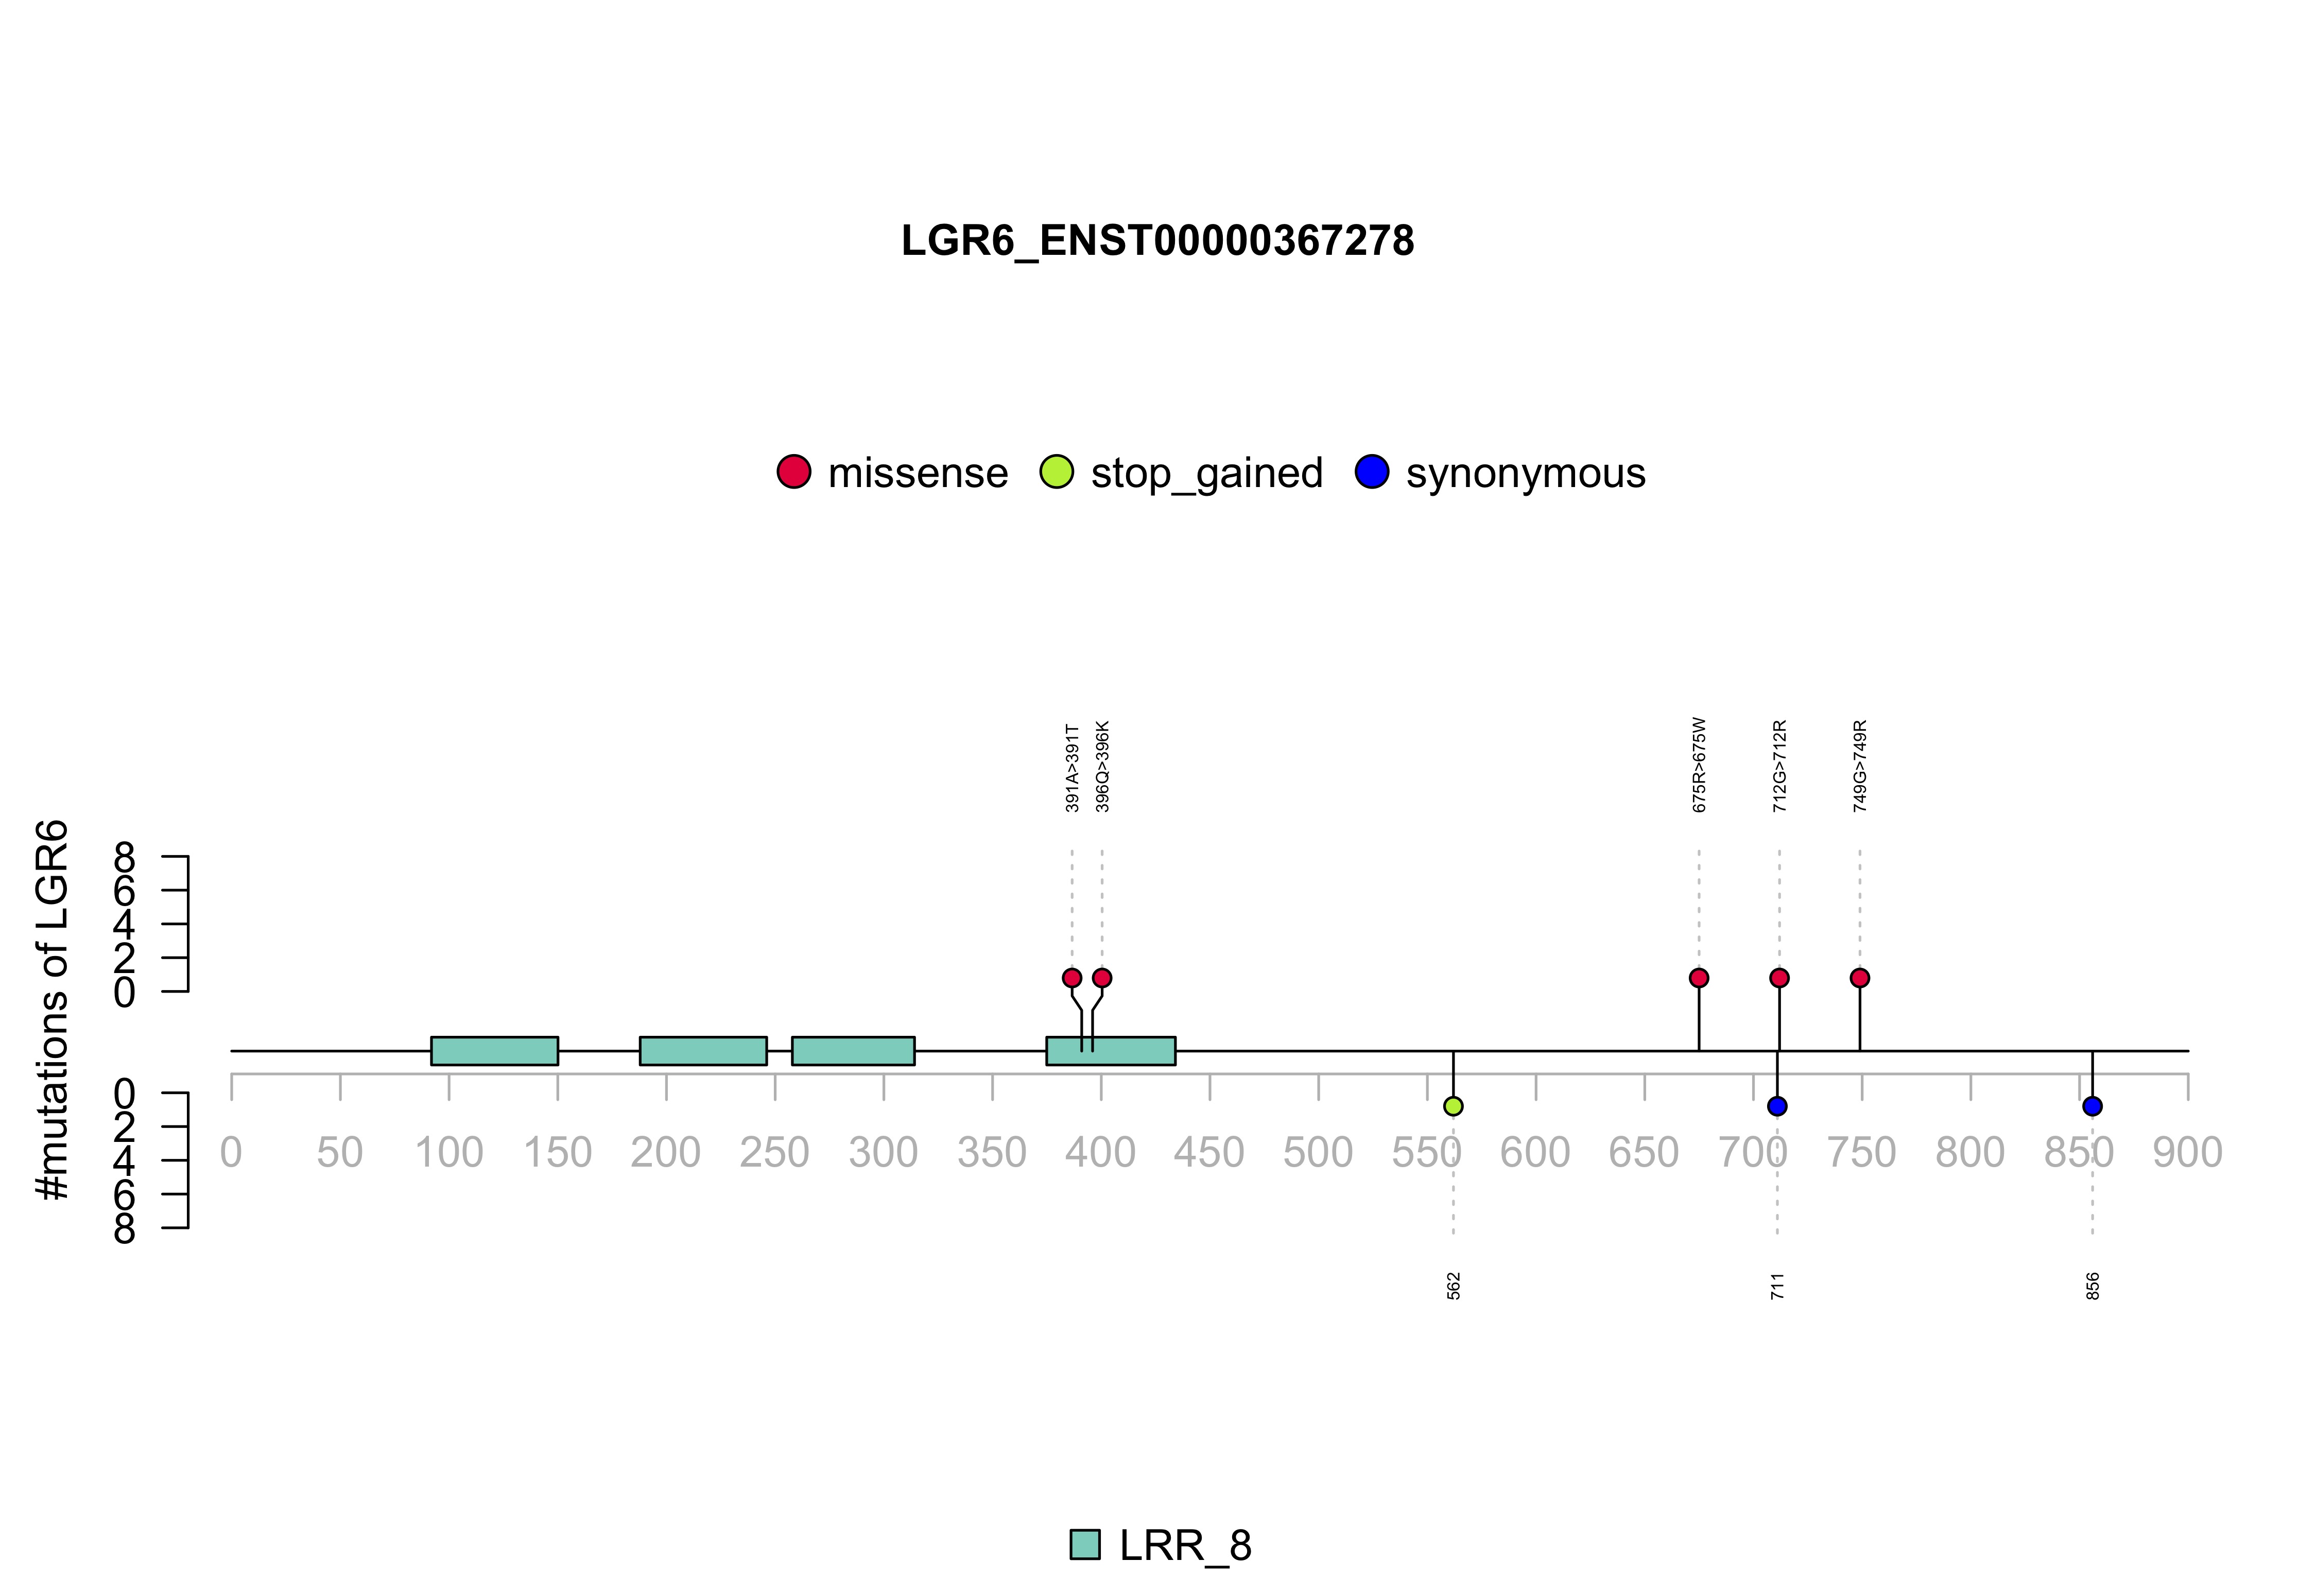 LGR6_ENST00000367278
missense stop_gained synonymous
391A>391T
396Q>396K
675R>675W
712G>712R
749G>749R
#mutations of LGR6
8
6
4
2
0
0
2
4
6
8
0 50 100 150 200 250 300 350 400 450 500 550 600 650 700 750 800 850 900
562
711
856
LRR_8